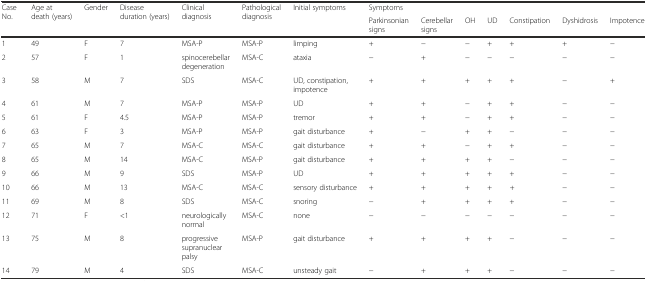 Case No. Age at death (years) Gender Disease duration (years) Clinical diagnosis Pathological diagnosis Initial symptoms Symptoms
Parkinsonian signs Cerebellar signs OH UD Constipation Dyshidrosis Impotence
1 49 F 7 MSA-P MSA-P limping + − − + + + −
2 57 F 1 spinocerebellar degeneration MSA-C ataxia − + − − − − −
3 58 M 7 SDS MSA-C UD, constipation, impotence + + + + + − +
4 61 M 7 MSA-P MSA-P UD + + − + + − −
5 61 F 4.5 MSA-P MSA-P tremor + + − + + − −
6 63 F 3 MSA-P MSA-P gait disturbance + − + + − − −
7 65 M 7 MSA-C MSA-C gait disturbance + + − + + − −
8 65 M 14 MSA-C MSA-P gait disturbance + + + + − − −
9 66 M 9 SDS MSA-P UD + + + + + − −
10 66 M 13 MSA-C MSA-C sensory disturbance + + + + + − −
11 69 M 8 SDS MSA-C snoring − + + + + − −
12 71 F <1 neurologically normal MSA-C none − − − − − − −
13 75 M 8 progressive supranuclear palsy MSA-P gait disturbance + + + + − − −
14 79 M 4 SDS MSA-C unsteady gait − + + + − − −